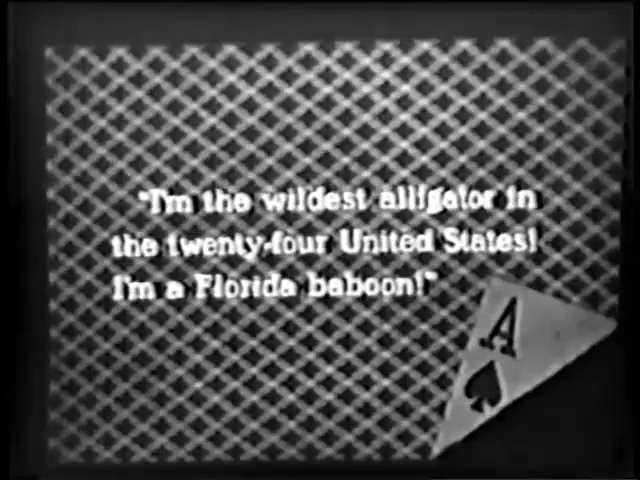 "I'm the wildest alligator in
the twenty-four United States!
I'm a Florida baboon!"
A